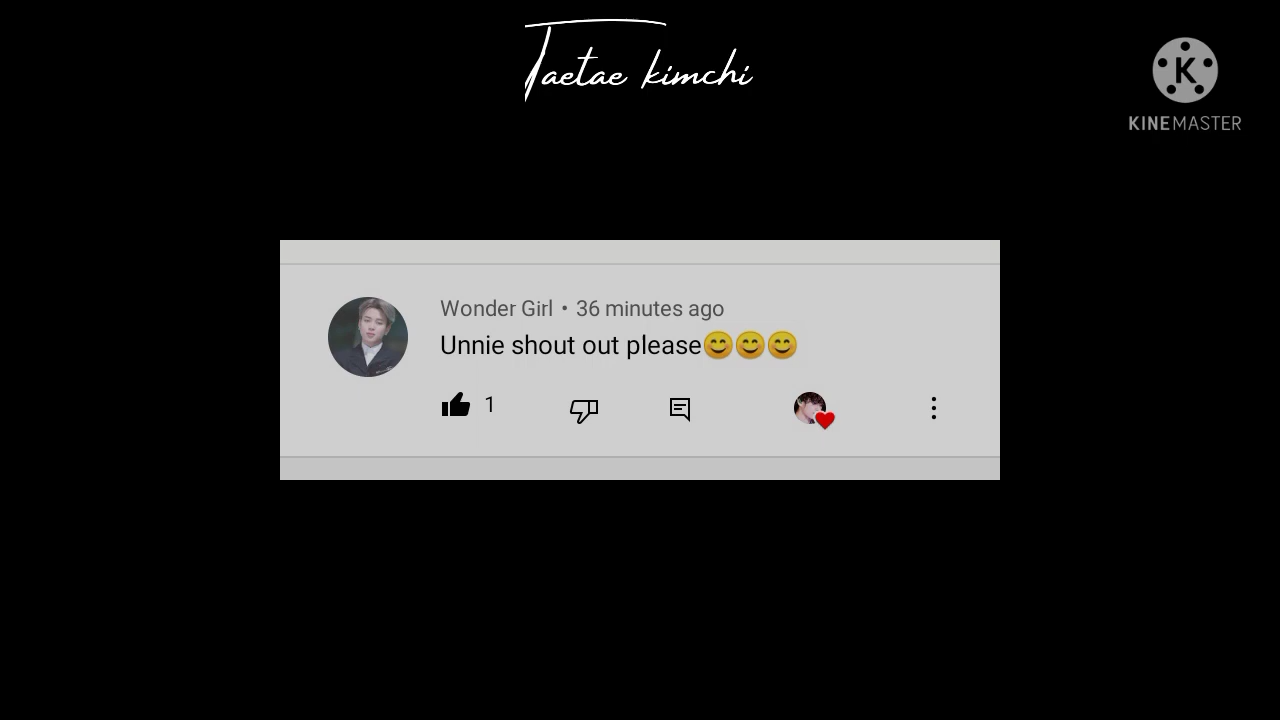 Taetae kimchi
K
KINEMASTER
Wonder Girl • 36 minutes ago
Unnie shout out please😊😊😊
1